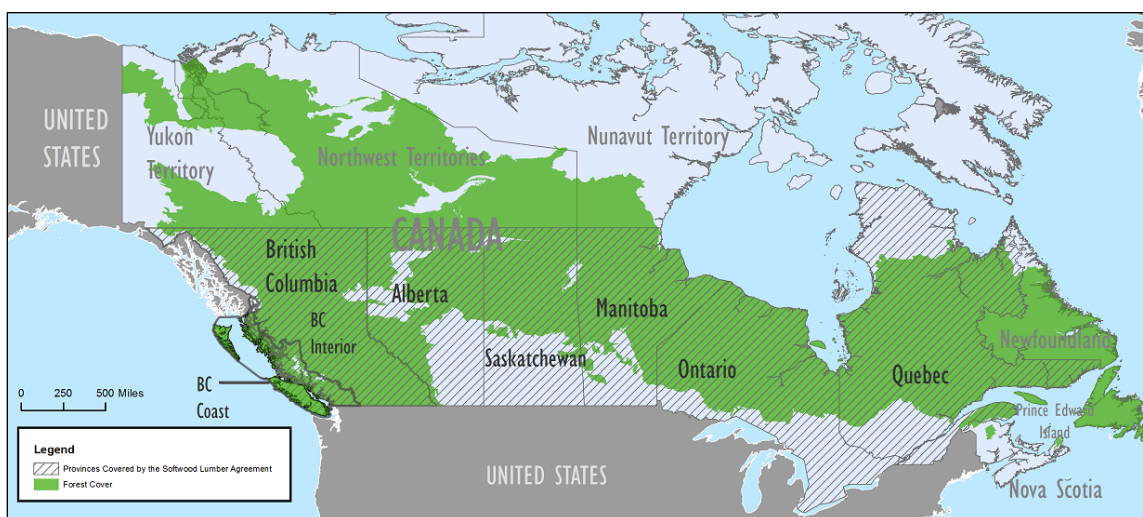 UNITED
STATES
Yukon
Territory
Northwest Territories
Nunavut Territory
CANADA
British
Columbia
Alberta
BC
Interior
Manitoba
Saskatchewan
Ontario
Quebec
Newfoundland
BC
Coast
Prince Edward
Island
Nova Scotia
UNITED STATES
0 250 500 Miles
Legend
Provinces Covered by the Softwood Lumber Agreement
Forest Cover